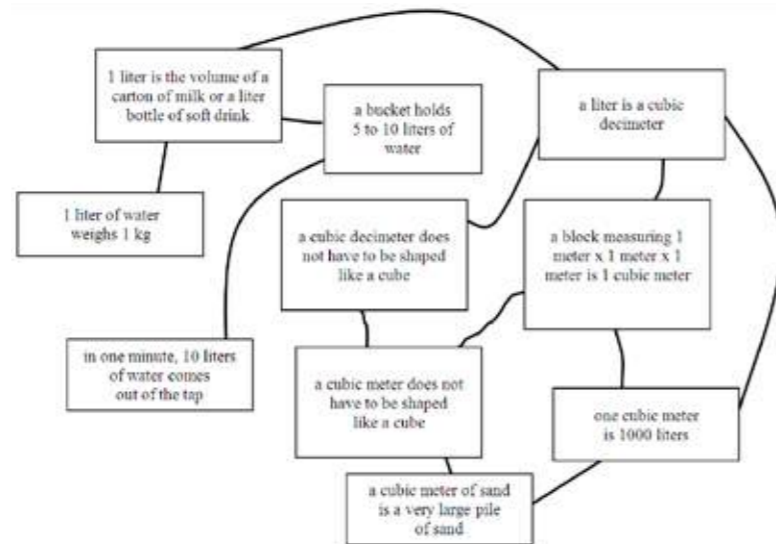 1 liter is the volume of a
carton of milk or a liter
bottle of soft drink
a bucket holds
5 to 10 liters of
water
a liter is a cubic
decimeter
1 liter of water
weighs 1 kg
a cubic decimeter does
not have to be shaped
like a cube
a block measuring 1
meter x 1 meter x 1
meter is 1 cubic meter
in one minute, 10 liters
of water comes
out of the tap
a cubic meter does not
have to be shaped
like a cube
one cubic meter
is 1000 liters
a cubic meter of sand
is a very large pile
of sand